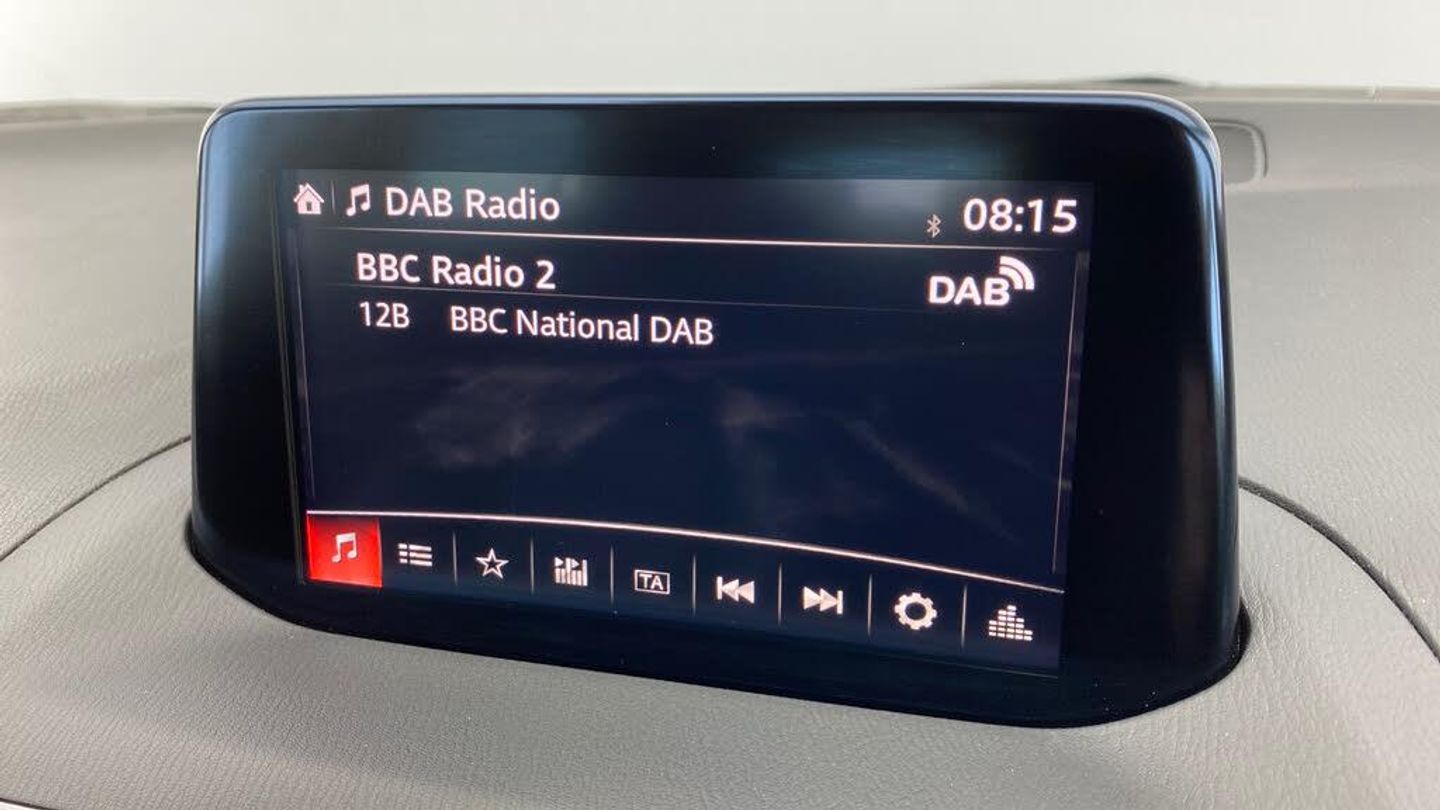 DAB Radio 08:15
BBC Radio 2 DAB
12B BBC National DAB
TA